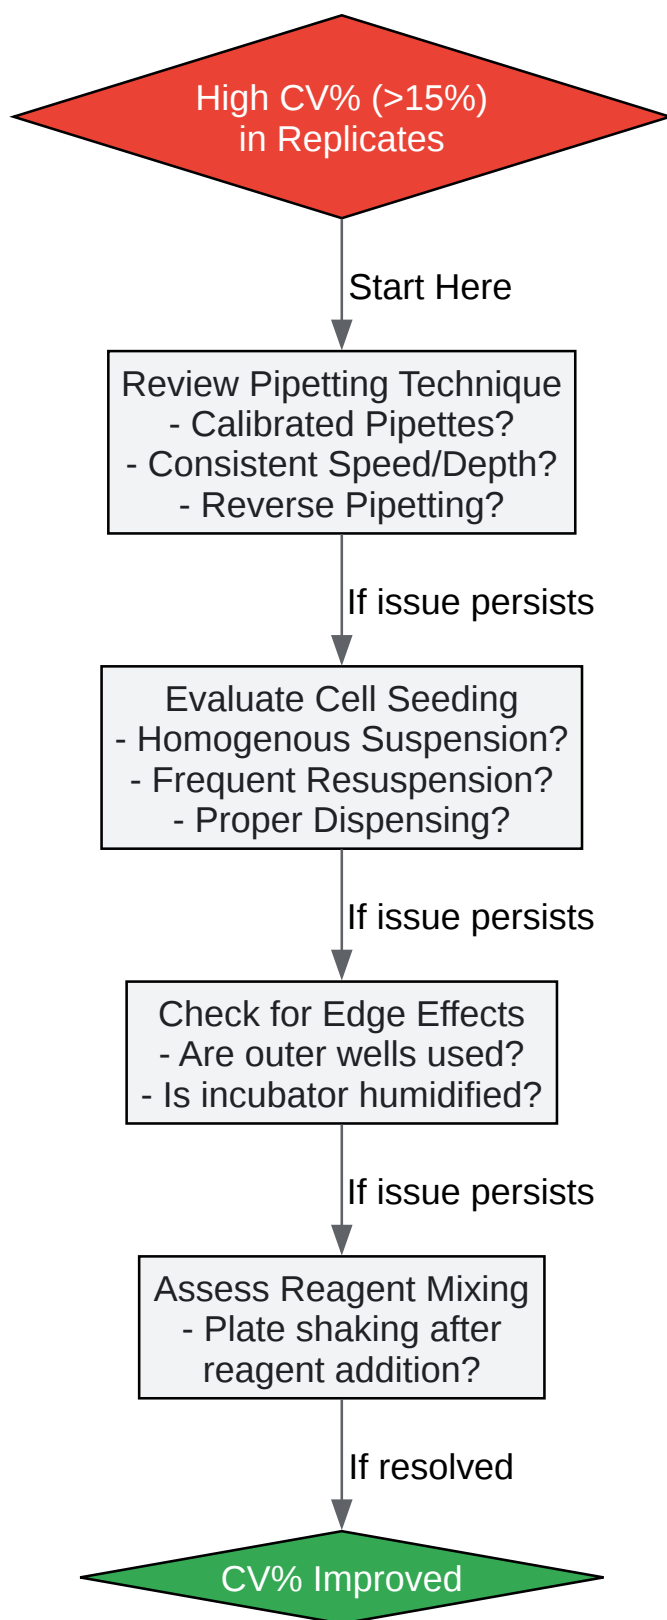 High CV% (>15%)
in Replicates
Start Here
Review Pipetting Technique
- Calibrated Pipettes?
- Consistent Speed/Depth?
- Reverse Pipetting?
If issue persists
Evaluate Cell Seeding
- Homogenous Suspension?
- Frequent Resuspension?
- Proper Dispensing?
If issue persists
Check for Edge Effects
- Are outer wells used?
- Is incubator humidified?
If issue persists
Assess Reagent Mixing
- Plate shaking after
reagent addition?
If resolved
CV% Improved